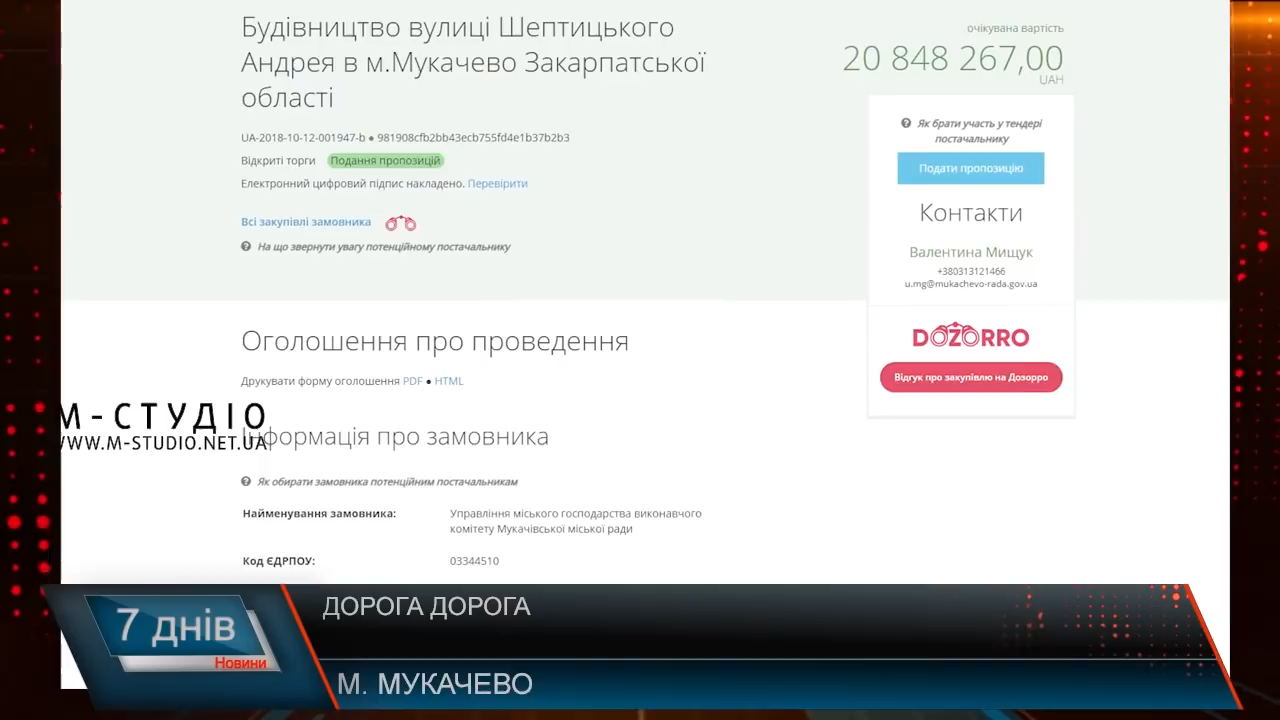 Будівництво вулиці Шептицького
Андрея в м.Мукачево Закарпатської
області
UA-2018-10-12-001947-b ● 981908cfb2bb43ecb755fd4e1b37b2b3
Відкриті торги Подання пропозицій
Електронний цифровий підпис накладено. Перевірити
Всі закупівлі замовника
На що звернути увагу потенційному постачальнику
очікувана вартість
20 848 267,00
UAH
Як брати участь у тендері
постачальнику
Подати пропозицію
Контакти
Валентина Мищук
+380313121466
u.mg@mukachevo-rada.gov.ua
DOZORRO
Відгук про закупівлю на Дозорро
Оголошення про проведення
Друкувати форму оголошення PDF ● HTML
М-СТУДІО
WWW.M-STUDIO.NET.UA
Інформація про замовника
Як обирати замовника потенційним постачальникам
Найменування замовника: Управління міського господарства виконавчого
комітету Мукачівської міської ради
Код ЄДРПОУ: 03344510
7 днів
Новини
ДОРОГА ДОРОГА
М. МУКАЧЕВО